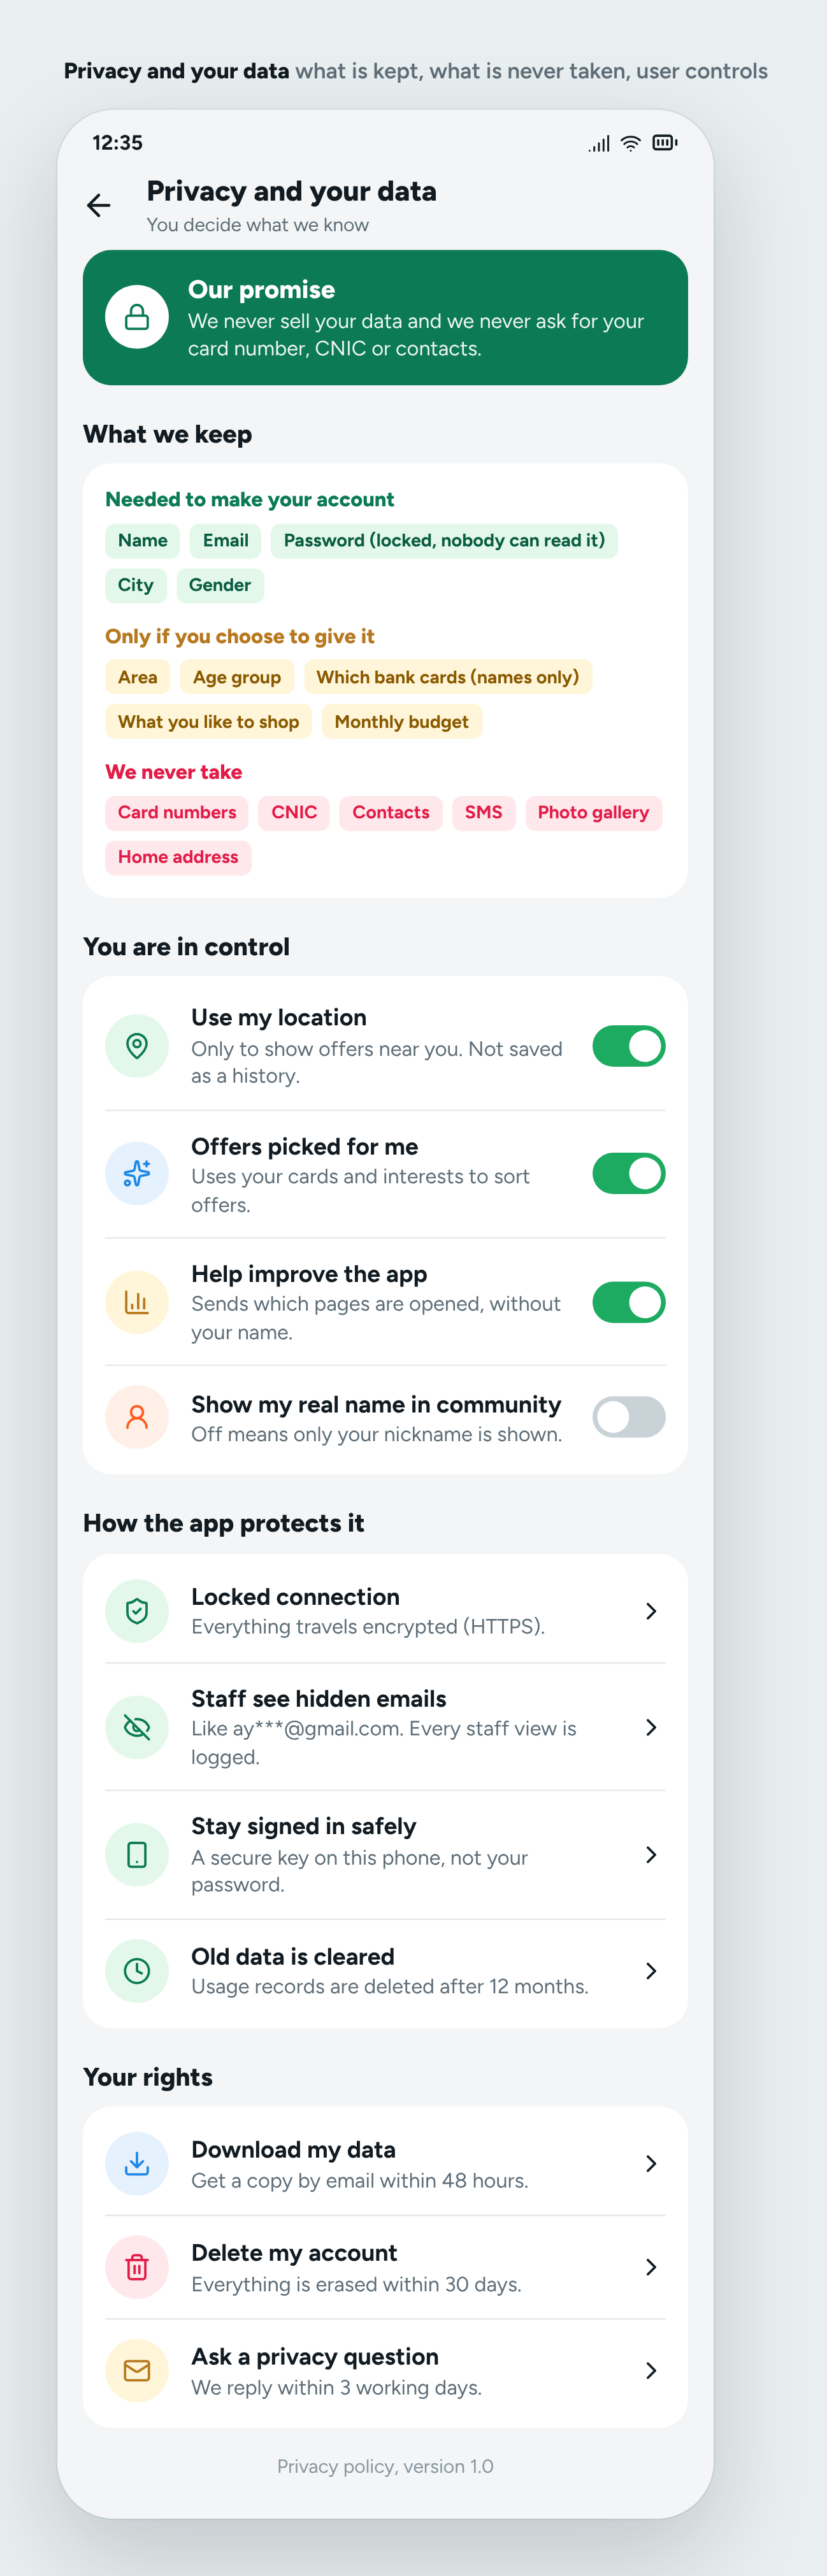 Privacy and your data what is kept, what is never taken, user controls
12:35
Privacy and your data
You decide what we know
Our promise
We never sell your data and we never ask for your
card number, CNIC or contacts.
What we keep
Needed to make your account
Name Email Password (locked, nobody can read it)
City Gender
Only if you choose to give it
Area Age group Which bank cards (names only)
What you like to shop Monthly budget
We never take
Card numbers CNIC Contacts SMS Photo gallery
Home address
You are in control
Use my location
Only to show offers near you. Not saved
as a history.
Offers picked for me
Uses your cards and interests to sort
offers.
Help improve the app
Sends which pages are opened, without
your name.
Show my real name in community
Off means only your nickname is shown.
How the app protects it
Locked connection
Everything travels encrypted (HTTPS).
Staff see hidden emails
Like ay***@gmail.com. Every staff view is
logged.
Stay signed in safely
A secure key on this phone, not your
password.
Old data is cleared
Usage records are deleted after 12 months.
Your rights
Download my data
Get a copy by email within 48 hours.
Delete my account
Everything is erased within 30 days.
Ask a privacy question
We reply within 3 working days.
Privacy policy, version 1.0